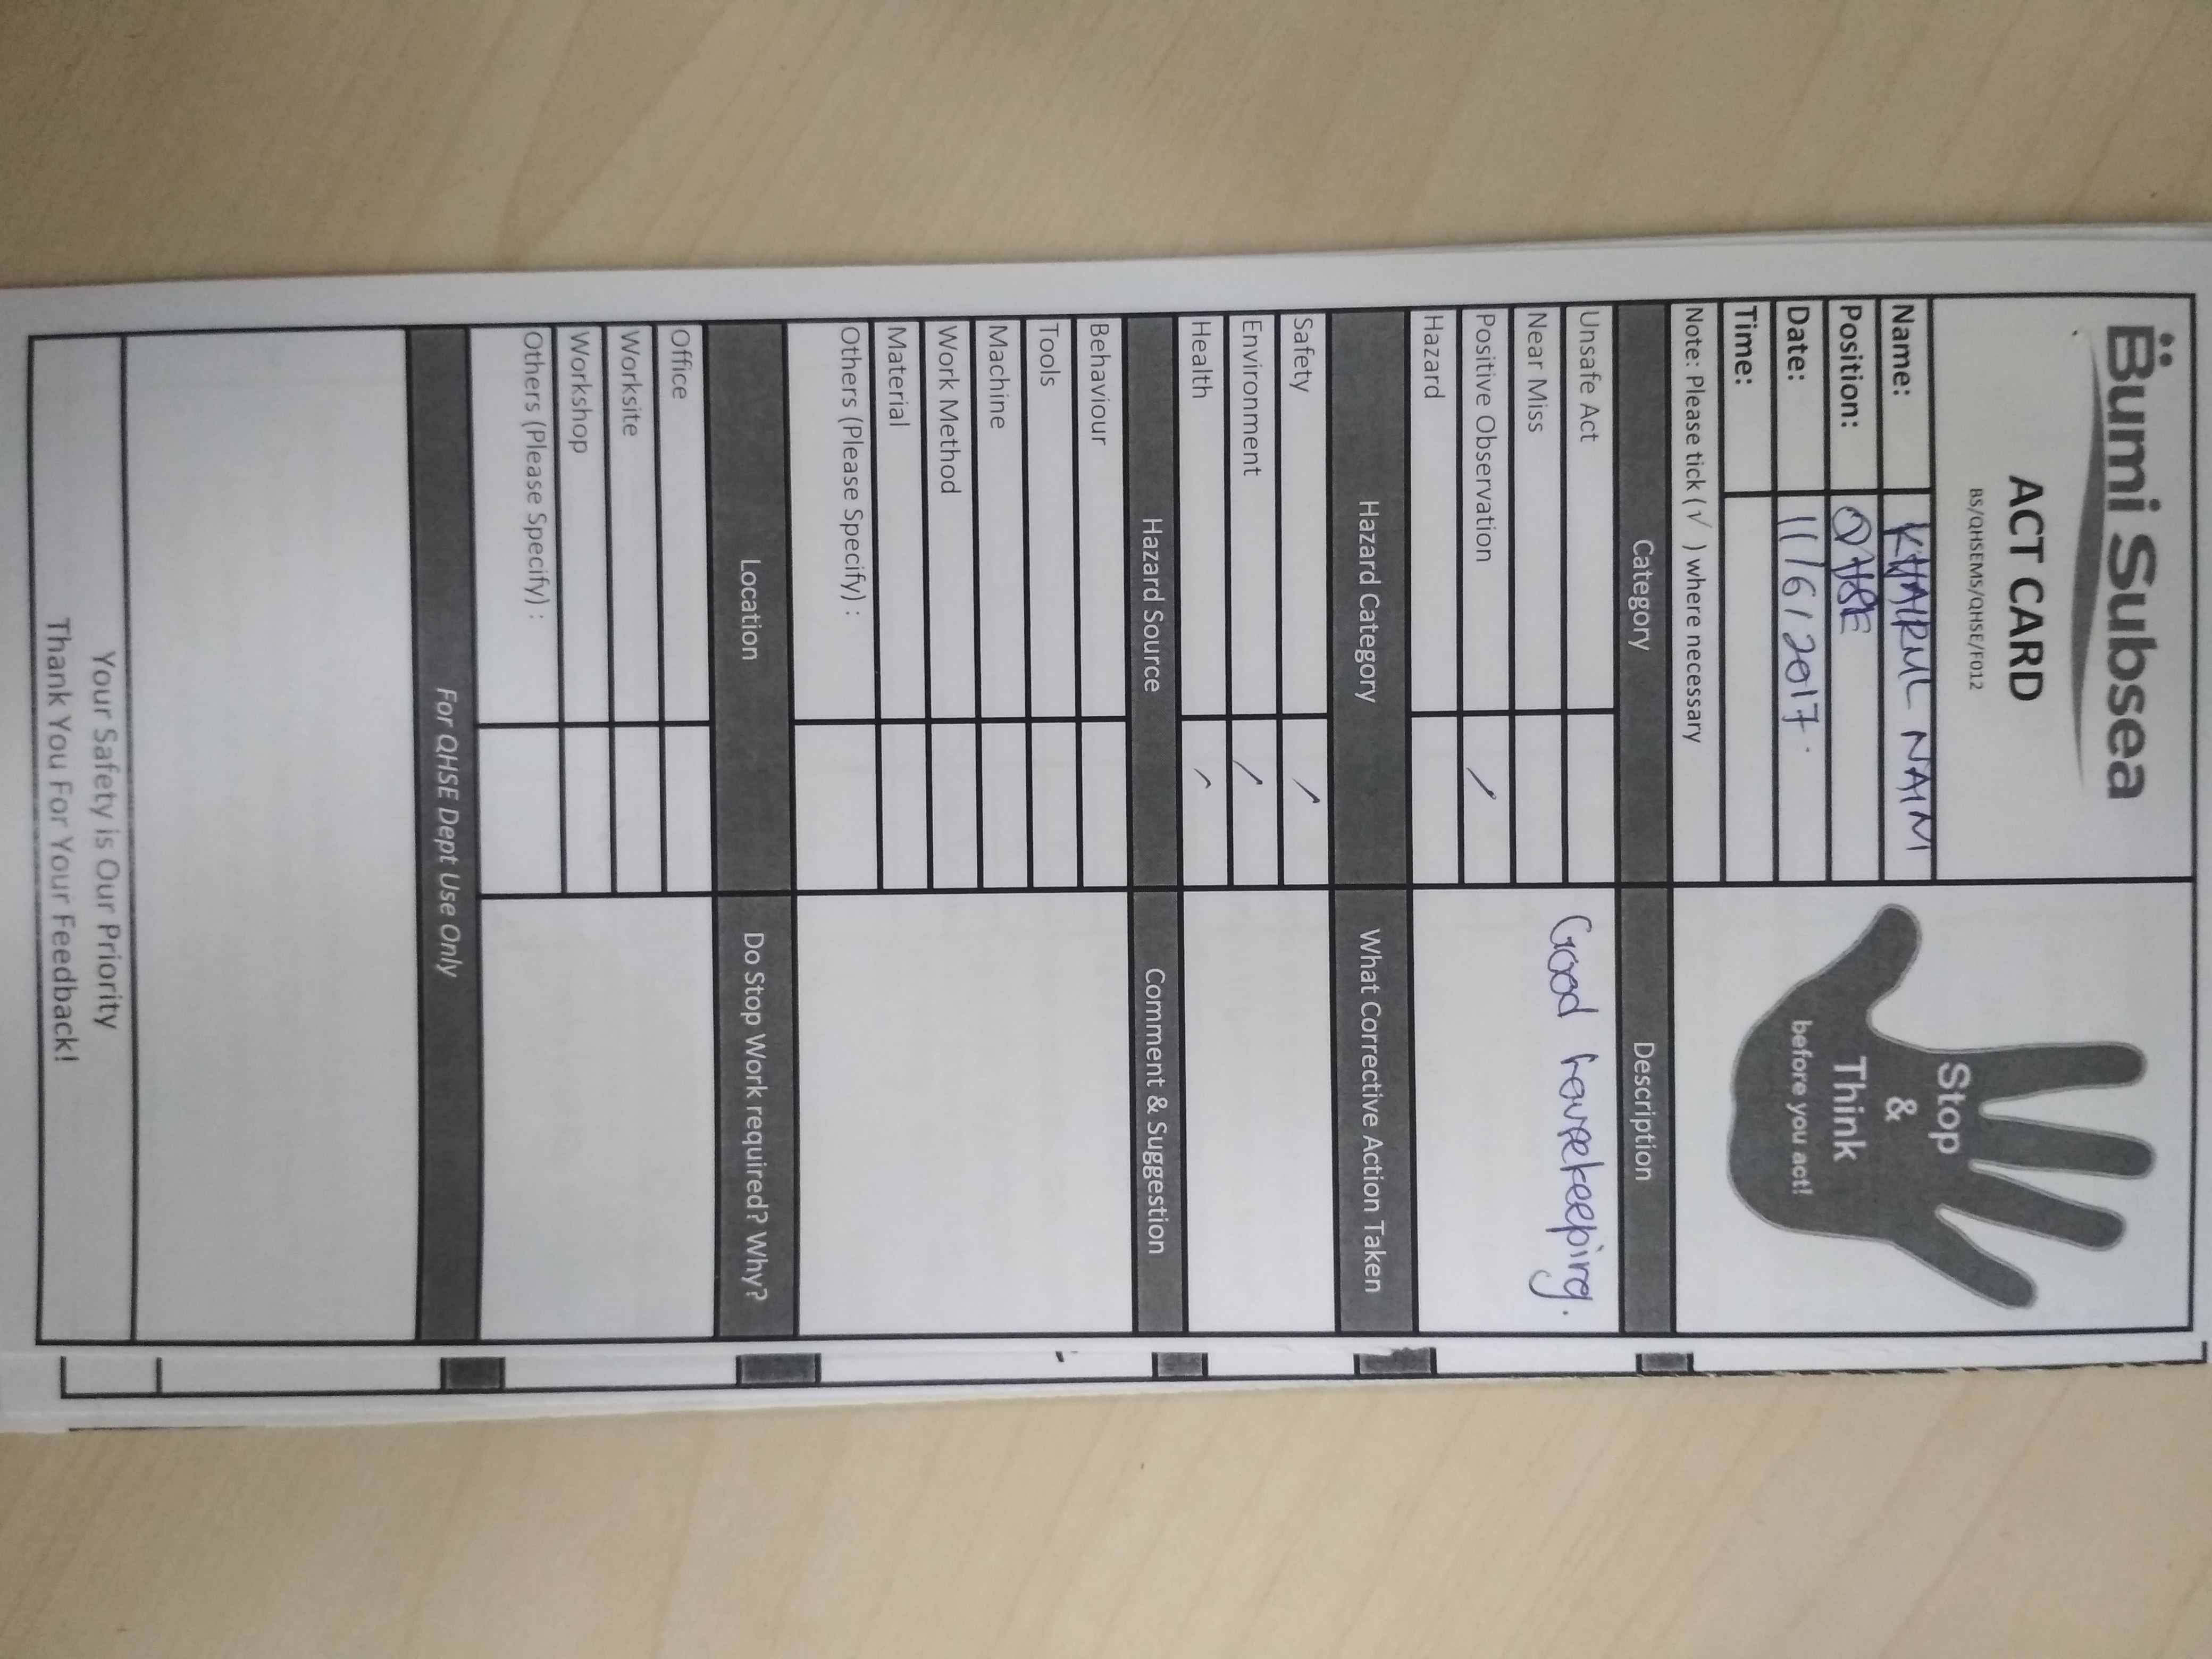 Bumi Subsea
ACT CARD
BS/QHSEMS/QHSE/F012
Stop
&
Think
before you act!
Name: KHAIRUL NAIM
Position: QHSE
Date: 11/6/2017.
Time:
Note: Please tick (√ ) where necessary
Category Description
Unsafe Act Good housekeeping.
Near Miss
Positive Observation /
Hazard
Hazard Category What Corrective Action Taken
Safety /
Environment /
Health /
Hazard Source Comment & Suggestion
Behaviour
Tools
Machine
Work Method
Material
Others (Please Specify) :
Location Do Stop Work required? Why?
Office
Worksite
Workshop
Others (Please Specify) :
For QHSE Dept Use Only
Your Safety is Our Priority
Thank You For Your Feedback!